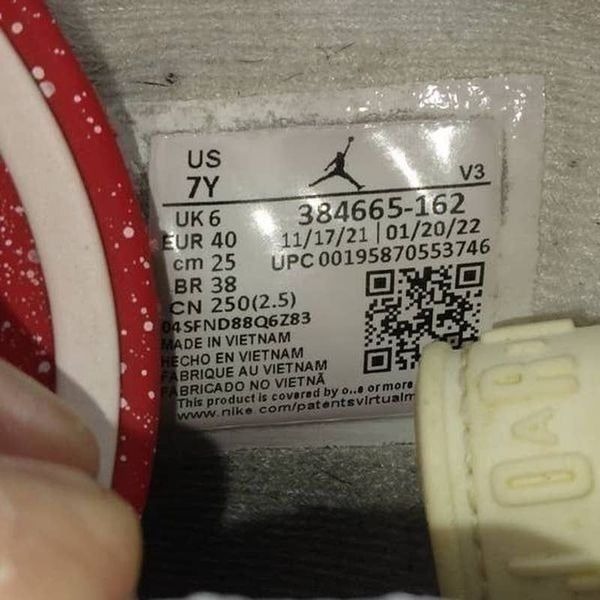 US
7Y
V3
UK 6
384665-162
EUR 40
11/17/21 | 01/20/22
cm 25
UPC 00195870553746
BR 38
CN 250(2.5)
04SFND88Q6Z83
MADE IN VIETNAM
HECHO EN VIETNAM
FABRIQUE AU VIETNAM
FABRICADO NO VIETNÃ
This product is covered by o..e or more
www.nike.com/patentsvirtualm